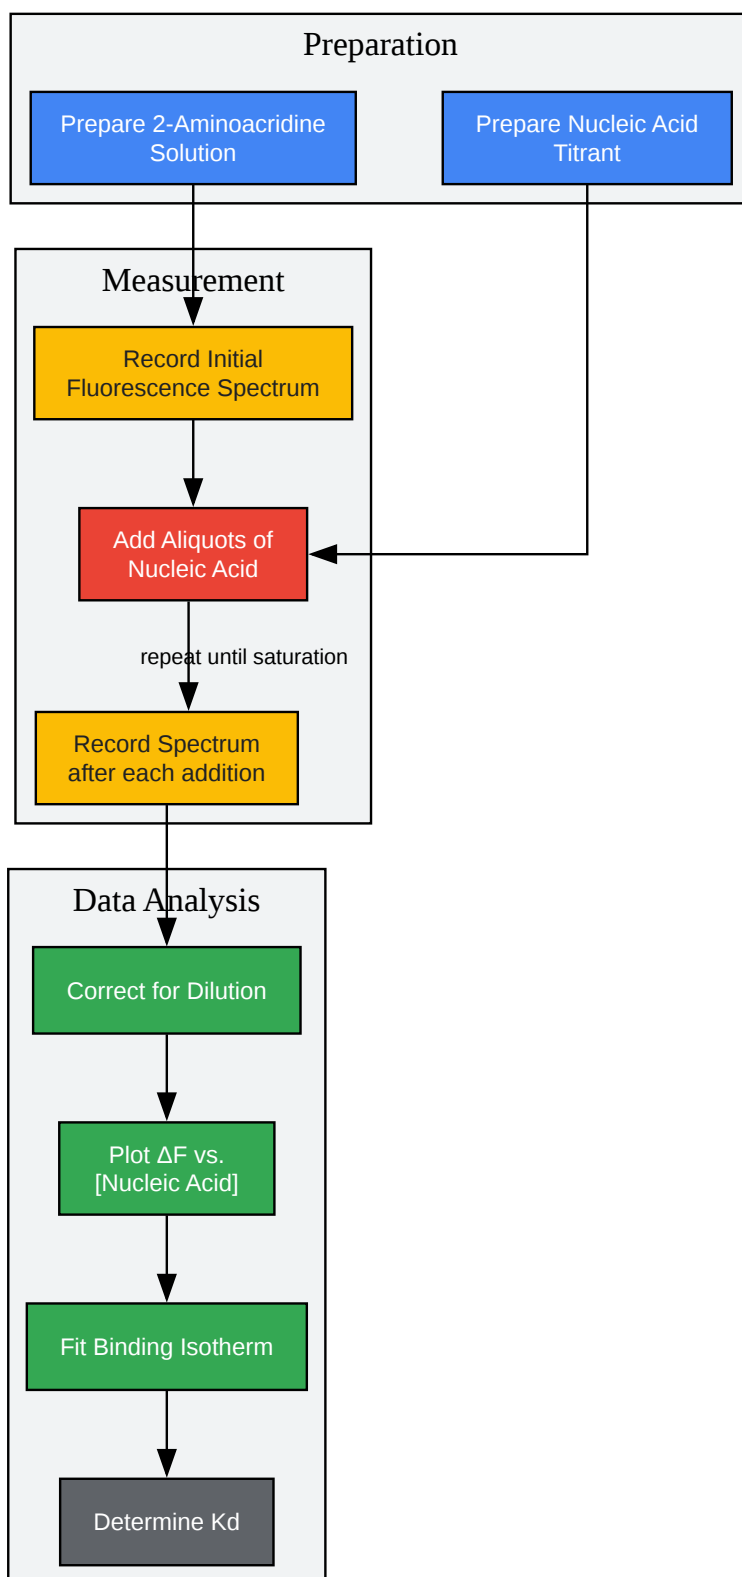 Preparation
Prepare 2-Aminoacridine
Solution
Prepare Nucleic Acid
Titrant
Measurement
Record Initial
Fluorescence Spectrum
Add Aliquots of
Nucleic Acid
repeat until saturation
Record Spectrum
after each addition
Data Analysis
Correct for Dilution
Plot ΔF vs.
[Nucleic Acid]
Fit Binding Isotherm
Determine Kd